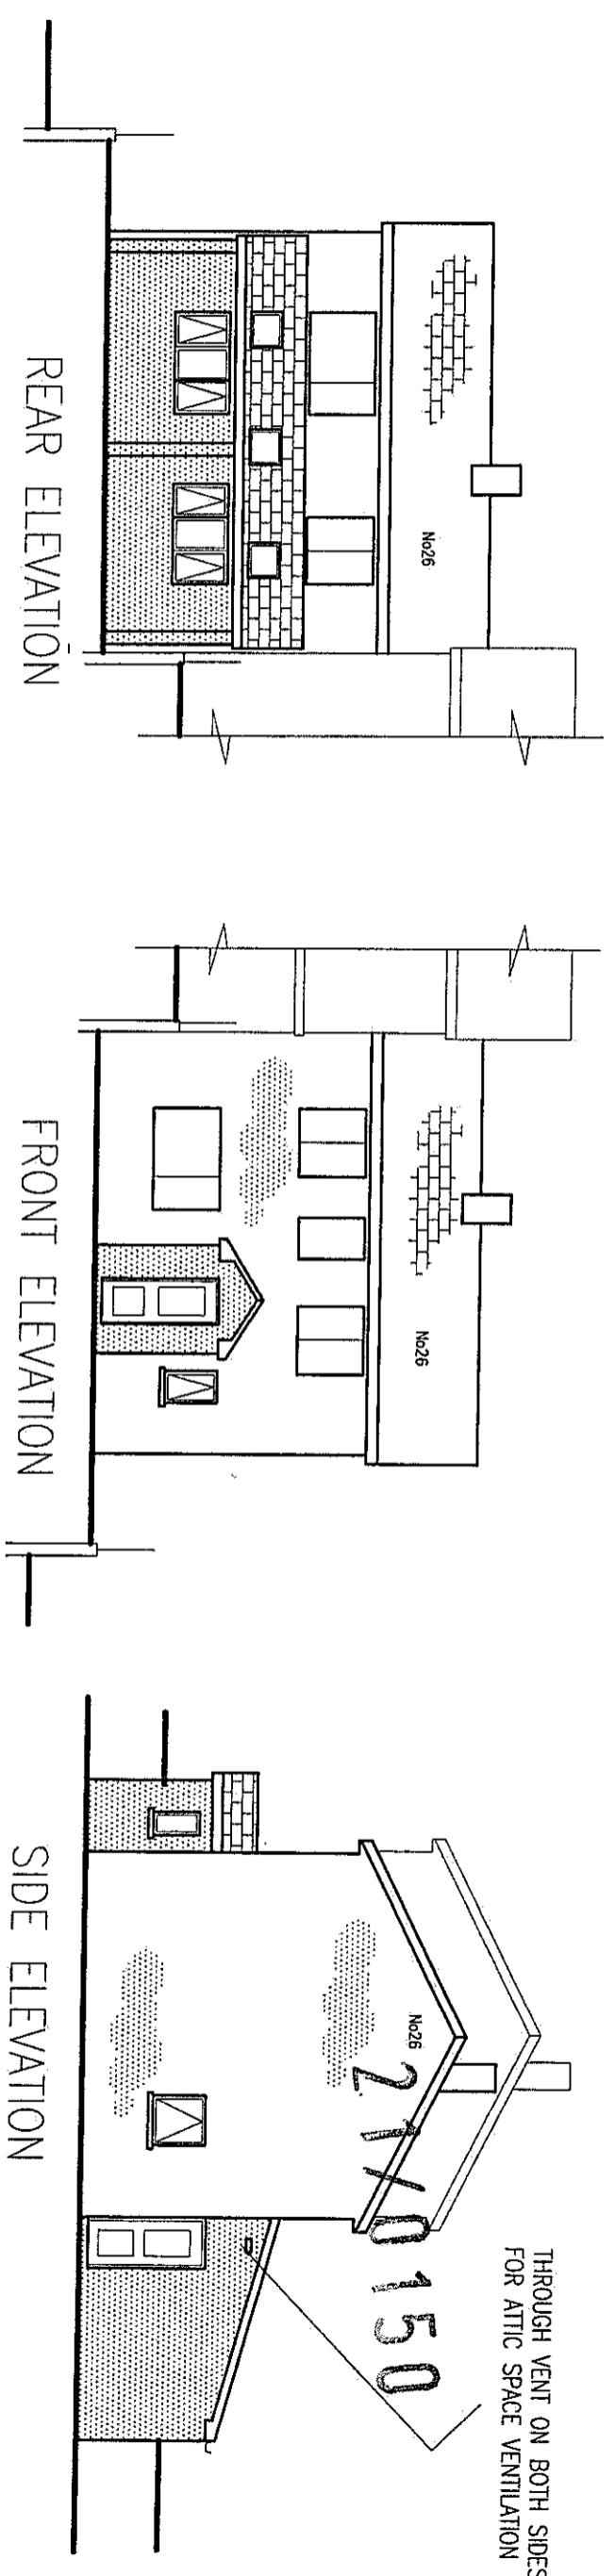 No26
REAR ELEVATION
No26
FRONT ELEVATION
THROUGH VENT ON BOTH SIDES
FOR ATTIC SPACE VENTILATION
No26
21/0150
SIDE ELEVATION